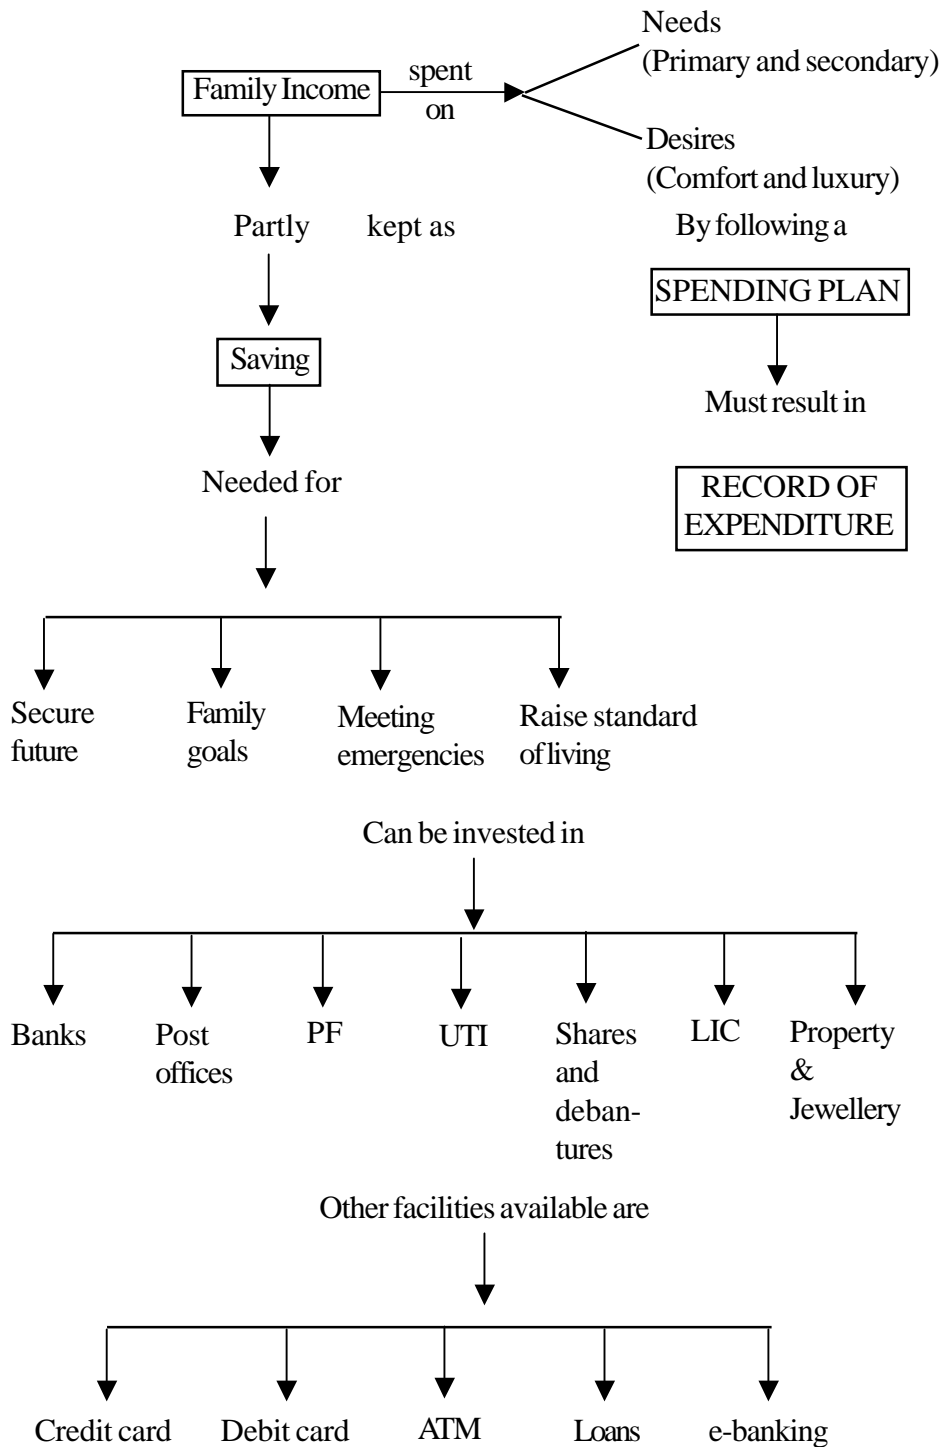 Needs
(Primary and secondary)
Family Income
spent
on
Desires
(Comfort and luxury)
Partly kept as
By following a
SPENDING PLAN
Saving
Must result in
Needed for
RECORD OF
EXPENDITURE
Secure
future
Family
goals
Meeting
emergencies
Raise standard
of living
Can be invested in
Banks
Post
offices
PF
UTI
Shares
and
deban-
tures
LIC
Property
&
Jewellery
Other facilities available are
Credit card
Debit card
ATM
Loans
e-banking